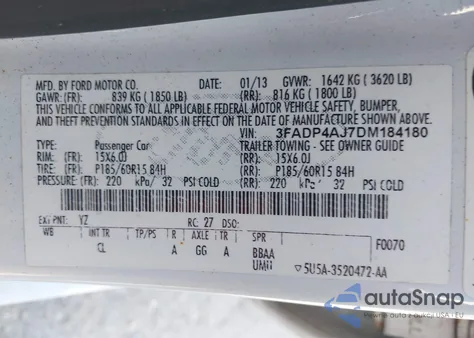 MFD. BY FORD MOTOR CO. DATE: 01/13 GVWR: 1642 KG ( 3620 LB)
GAWR: (FR): 839 KG ( 1850 LB) (RR): 816 KG ( 1800 LB)
THIS VEHICLE CONFORMS TO ALL APPLICABLE FEDERAL MOTOR VEHICLE SAFETY, BUMPER,
AND THEFT PREVENTION STANDARDS IN EFFECT ON THE DATE OF MANUFACTURE SHOWN ABOVE.
VIN: 3FADP4AJ7DM184180
TYPE: Passenger Car TRAILER TOWING - SEE OWNER GUIDE
RIM: (FR): 15X6.0J (RR): 15X6.0J
TIRE: (FR): P185/60R15 84H (RR): P185/60R15 84H
PRESSURE: (FR): 220 kPa/ 32 PSI COLD (RR): 220 kPa/ 32 PSI COLD
EXT PNT: YZ RC: 27 DSO:
WB INT TR TP/PS R AXLE TR SPR F0070
CL A GG A BBAA
UMII ▽5U5A-3520472-AA
autoSnap